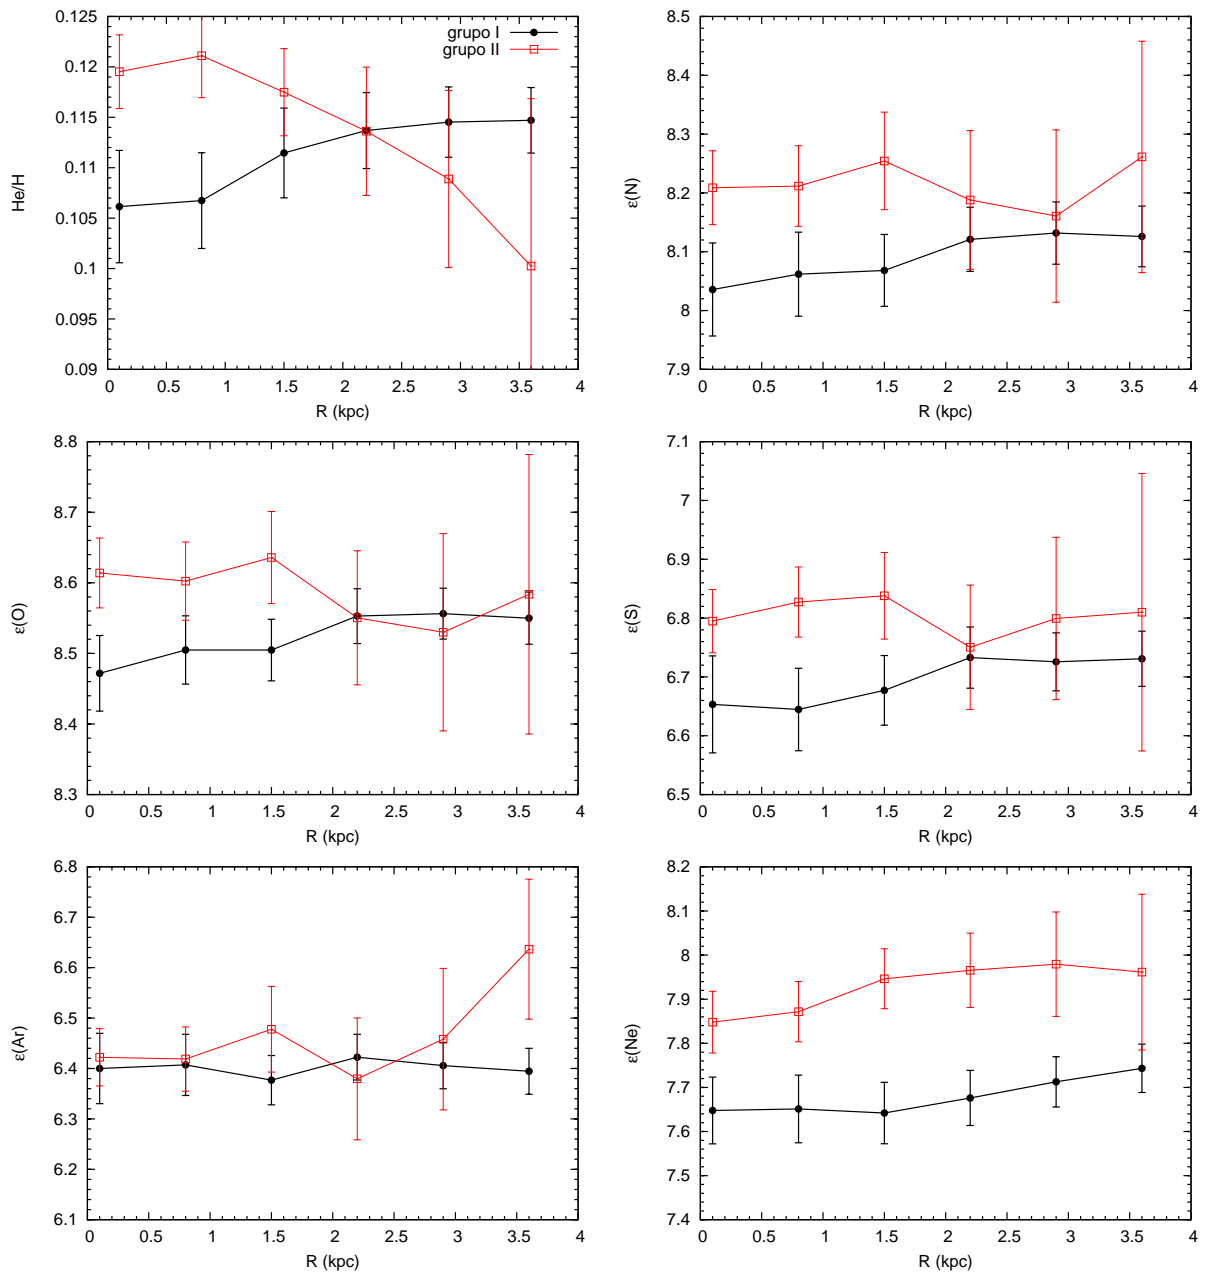 grupo I
grupo II
He/H
0.125
0.12
0.115
0.11
0.105
0.1
0.095
0.09
0 0.5 1 1.5 2 2.5 3 3.5 4
R (kpc)
ε(N)
8.5
8.4
8.3
8.2
8.1
8
7.9
0 0.5 1 1.5 2 2.5 3 3.5 4
R (kpc)
ε(O)
8.8
8.7
8.6
8.5
8.4
8.3
0 0.5 1 1.5 2 2.5 3 3.5 4
R (kpc)
ε(S)
7.1
7
6.9
6.8
6.7
6.6
6.5
0 0.5 1 1.5 2 2.5 3 3.5 4
R (kpc)
ε(Ar)
6.8
6.7
6.6
6.5
6.4
6.3
6.2
6.1
0 0.5 1 1.5 2 2.5 3 3.5 4
R (kpc)
ε(Ne)
8.2
8.1
8
7.9
7.8
7.7
7.6
7.5
7.4
0 0.5 1 1.5 2 2.5 3 3.5 4
R (kpc)